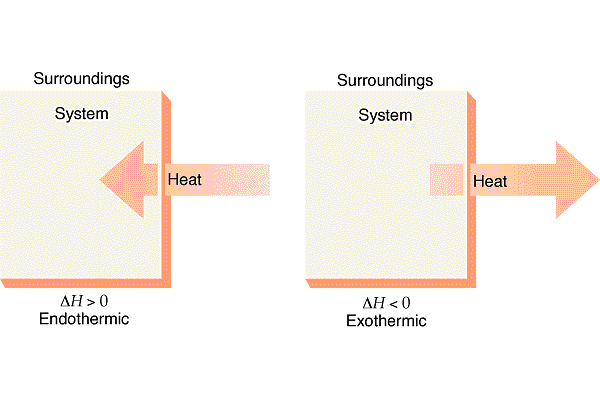 Surroundings
System
Heat
ΔH > 0
Endothermic
Surroundings
System
Heat
ΔH < 0
Exothermic